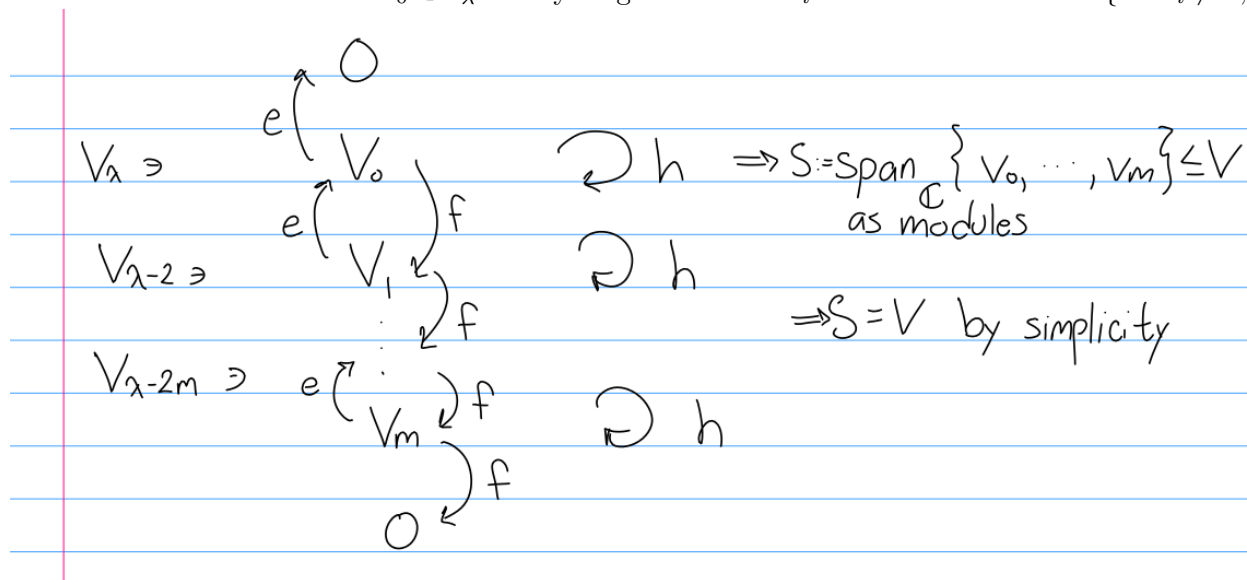 0
e
V_λ ∋ V_0 h ⟹ S:=span_ℂ {V_0, ⋯, V_m} ≤ V
e f as modules
V_{λ-2} ∋ V_1 h
f ⟹ S = V by simplicity
V_{λ-2m} ∋ e f
V_m h
f
0